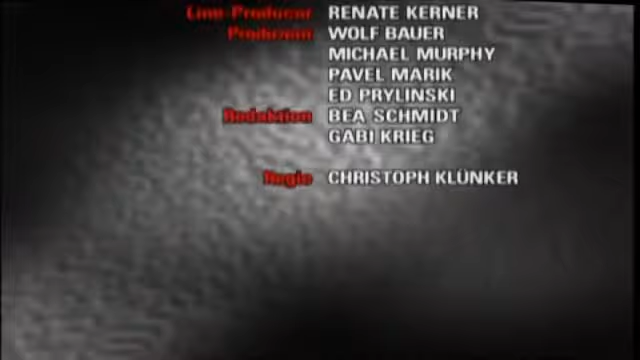 Line-Producer RENATE KERNER
Produzent WOLF BAUER
MICHAEL MURPHY
PAVEL MARIK
ED PRYLINSKI
Redaktion BEA SCHMIDT
GABI KRIEG
Regie CHRISTOPH KLÜNKER